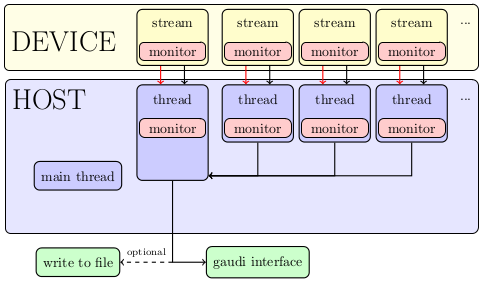 DEVICE
stream stream stream stream ...
monitor monitor monitor monitor
HOST
thread thread thread thread ...
monitor monitor monitor monitor
main thread
optional
write to file
gaudi interface